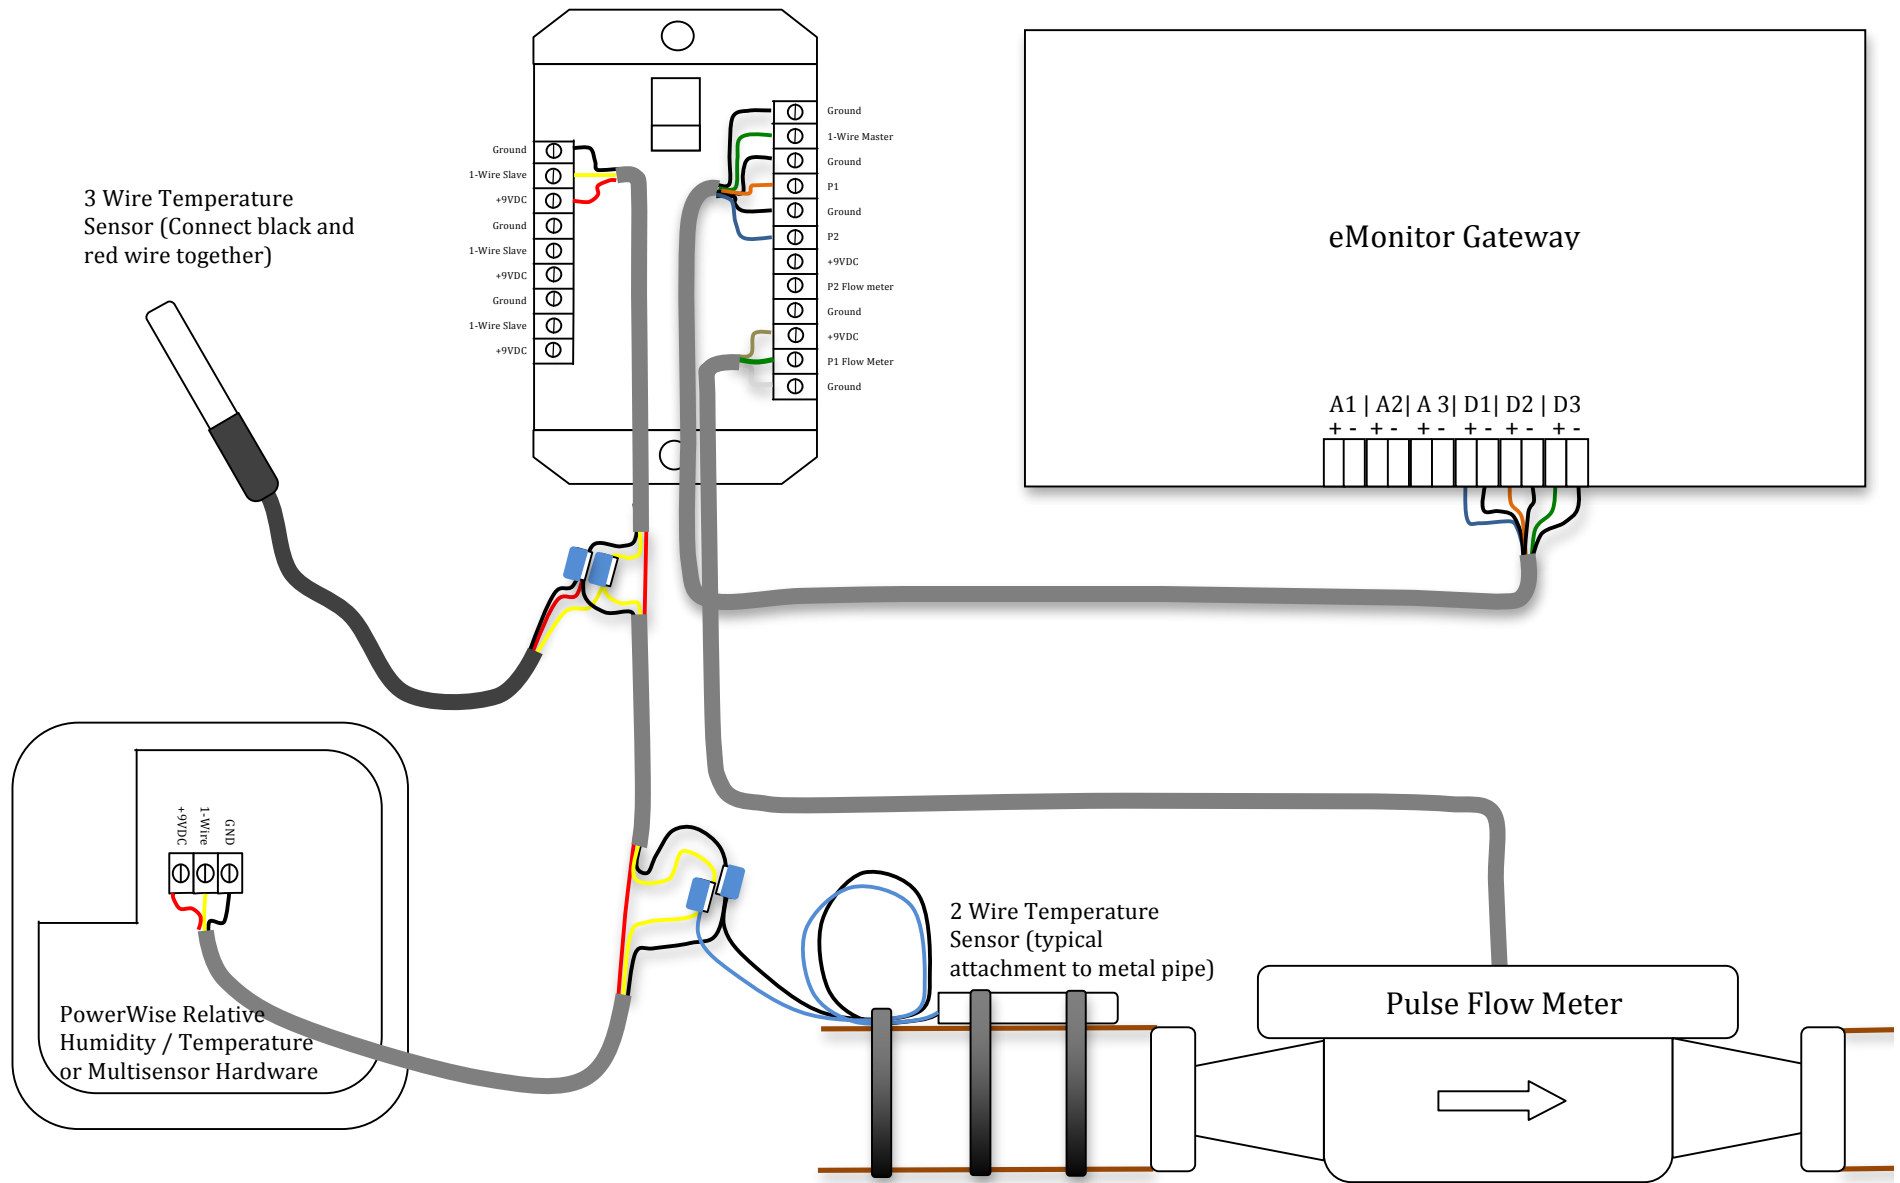 Ground
1-Wire Slave
+9VDC
Ground
1-Wire Slave
+9VDC
Ground
1-Wire Slave
+9VDC
Ground
1-Wire Master
Ground
P1
Ground
P2
+9VDC
P2 Flow meter
Ground
+9VDC
P1 Flow Meter
Ground
3 Wire Temperature
Sensor (Connect black and
red wire together)
eMonitor Gateway
A1 | A2| A 3| D1| D2 | D3
+ - + - + - + - + - + -
+9VDC
1-Wire
GND
PowerWise Relative
Humidity / Temperature
or Multisensor Hardware
2 Wire Temperature
Sensor (typical
attachment to metal pipe)
Pulse Flow Meter